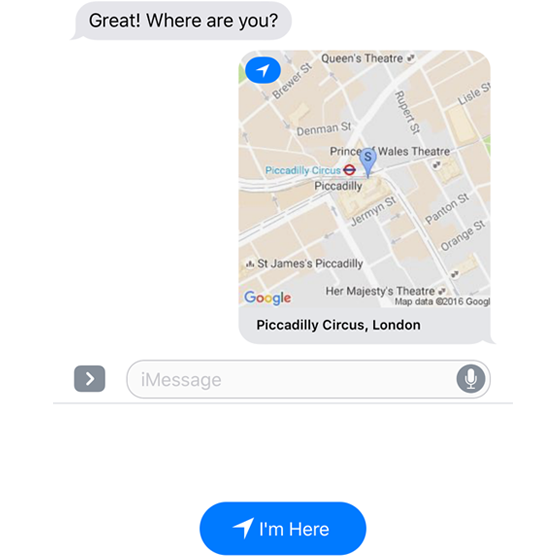 Great! Where are you?
Queen's Theatre
Brewer St
Lisle St
Rupert St
Denman St
Prince of Wales Theatre
S
Piccadilly Circus
Piccadilly
Jermyn St
Panton St
Orange St
St James's Piccadilly
Her Majesty's Theatre
Google
Map data ©2016 Googl
Piccadilly Circus, London
iMessage
I'm Here